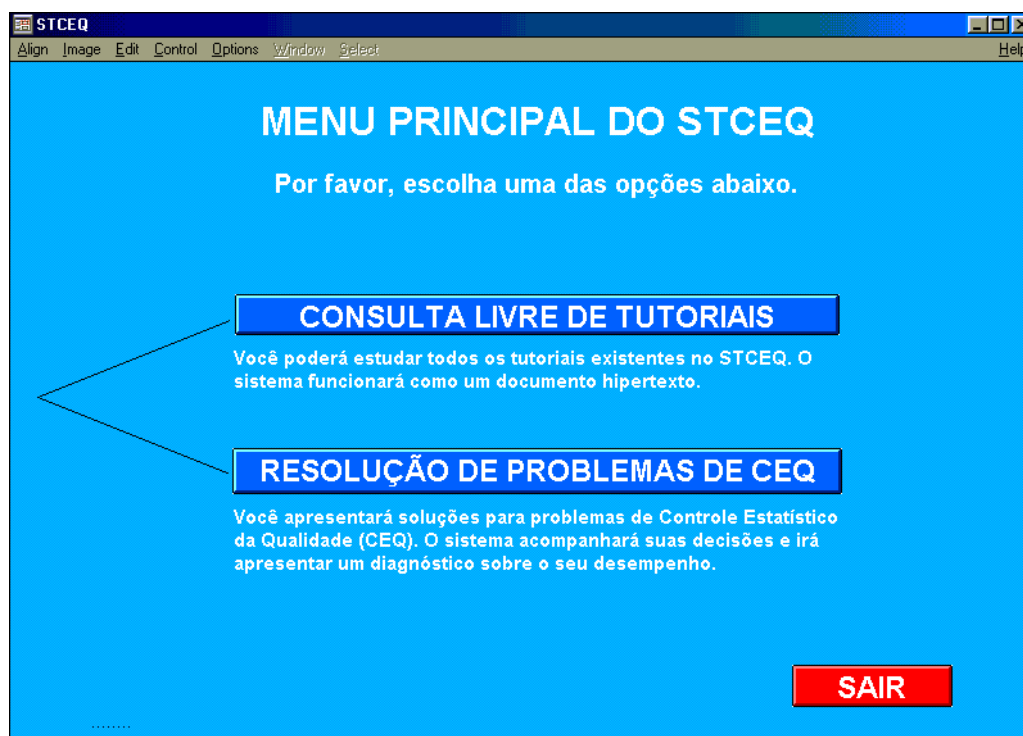 STCEQ
Align Image Edit Control Options Window Select Help
MENU PRINCIPAL DO STCEQ
Por favor, escolha uma das opções abaixo.
CONSULTA LIVRE DE TUTORIAIS
Você poderá estudar todos os tutoriais existentes no STCEQ. O
sistema funcionará como um documento hipertexto.
RESOLUÇÃO DE PROBLEMAS DE CEQ
Você apresentará soluções para problemas de Controle Estatístico
da Qualidade (CEQ). O sistema acompanhará suas decisões e irá
apresentar um diagnóstico sobre o seu desempenho.
SAIR
........